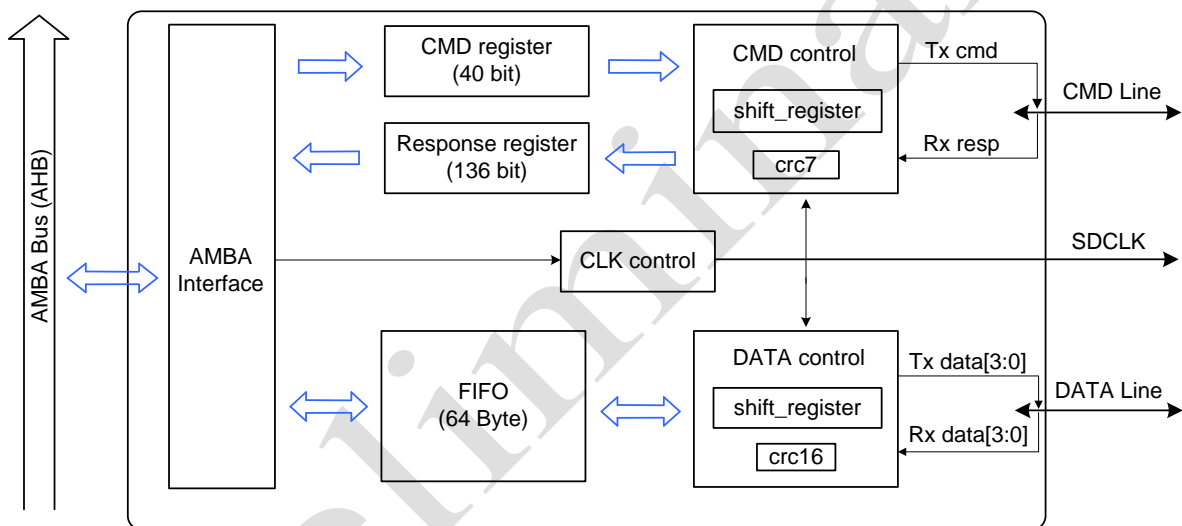 AMBA Bus (AHB)
AMBA
Interface
CMD register
(40 bit)
Response register
(136 bit)
CMD control
shift_register
crc7
Tx cmd
Rx resp
CMD Line
CLK control
SDCLK
FIFO
(64 Byte)
DATA control
shift_register
crc16
Tx data[3:0]
Rx data[3:0]
DATA Line